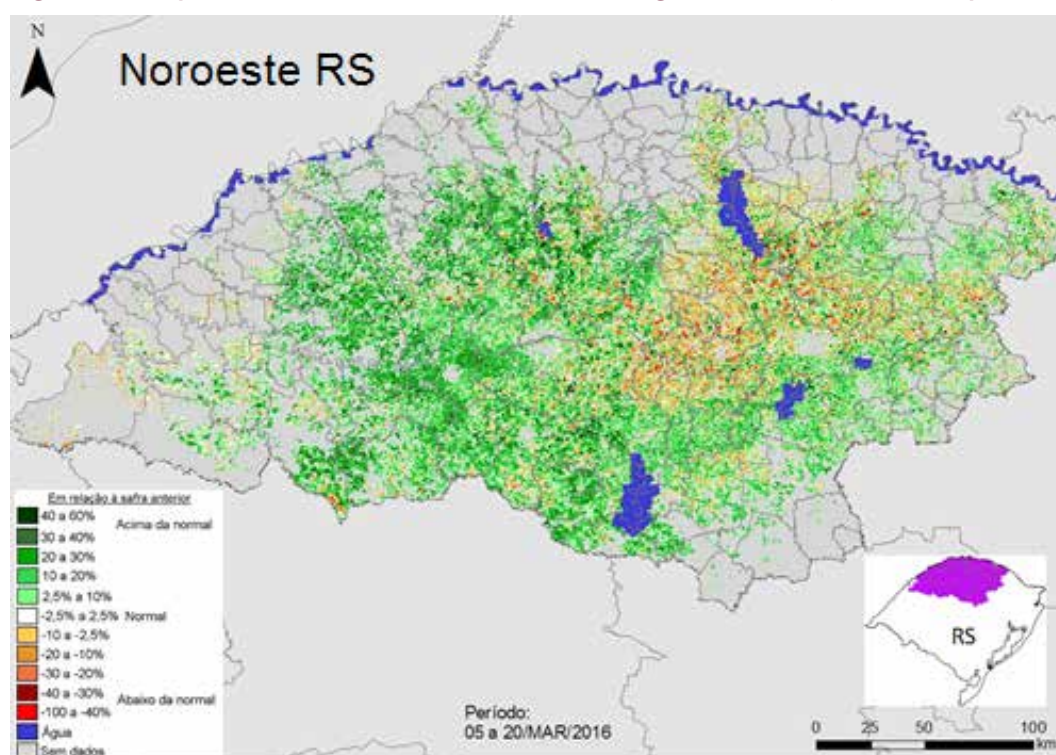 N
Noroeste RS
Em relação à safra anterior
40 a 60%
Acima da normal
30 a 40%
20 a 30%
10 a 20%
2,5% a 10%
-2,5% a 2,5% Normal
-10 a -2,5%
-20 a -10%
-30 a -20%
-40 a -30%
Abaixo da normal
-100 a -40%
Água
Sem dados
Período:
05 a 20/MAR/2016
RS
0 25 50 100
km